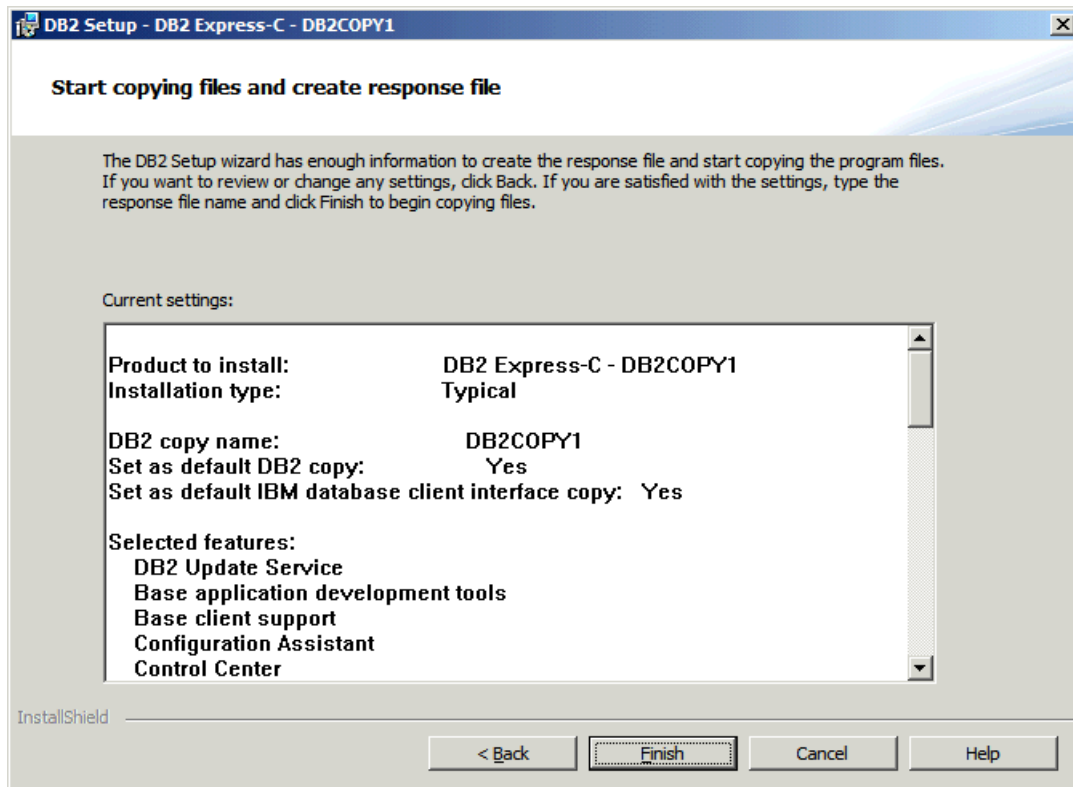 DB2 Setup - DB2 Express-C - DB2COPY1
Start copying files and create response file
The DB2 Setup wizard has enough information to create the response file and start copying the program files.
If you want to review or change any settings, click Back. If you are satisfied with the settings, type the
response file name and click Finish to begin copying files.
Current settings:
Product to install: DB2 Express-C - DB2COPY1
Installation type: Typical
DB2 copy name: DB2COPY1
Set as default DB2 copy: Yes
Set as default IBM database client interface copy: Yes
Selected features:
DB2 Update Service
Base application development tools
Base client support
Configuration Assistant
Control Center
InstallShield
< Back Finish Cancel Help